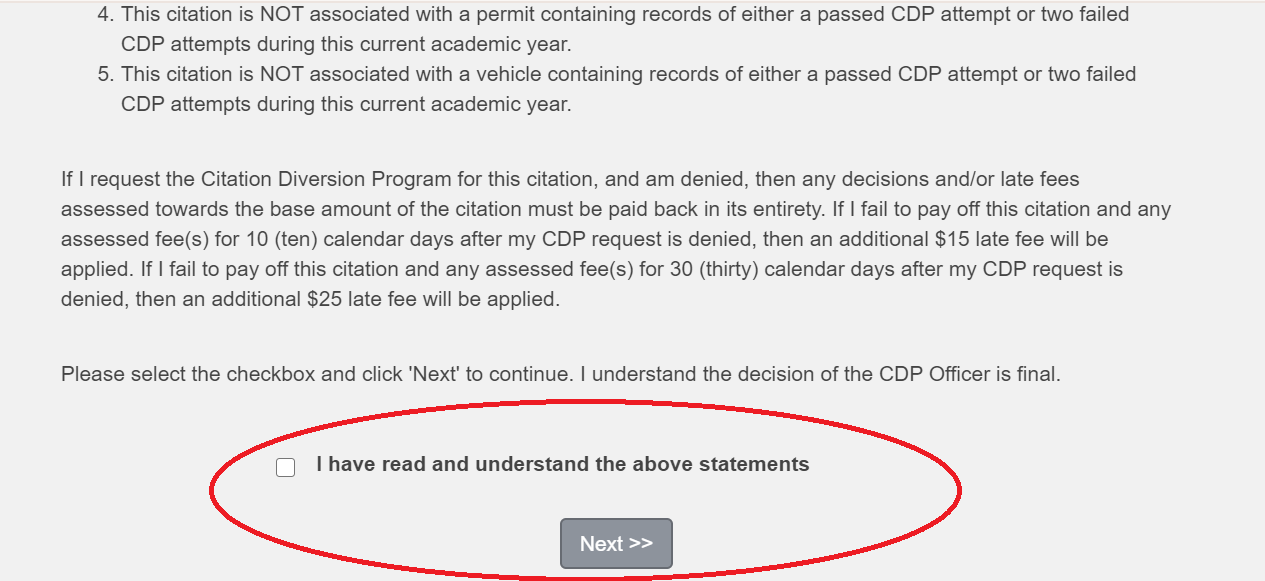 4. This citation is NOT associated with a permit containing records of either a passed CDP attempt or two failed
CDP attempts during this current academic year.
5. This citation is NOT associated with a vehicle containing records of either a passed CDP attempt or two failed
CDP attempts during this current academic year.
If I request the Citation Diversion Program for this citation, and am denied, then any decisions and/or late fees
assessed towards the base amount of the citation must be paid back in its entirety. If I fail to pay off this citation and any
assessed fee(s) for 10 (ten) calendar days after my CDP request is denied, then an additional $15 late fee will be
applied. If I fail to pay off this citation and any assessed fee(s) for 30 (thirty) calendar days after my CDP request is
denied, then an additional $25 late fee will be applied.
Please select the checkbox and click 'Next' to continue. I understand the decision of the CDP Officer is final.
I have read and understand the above statements
Next >>